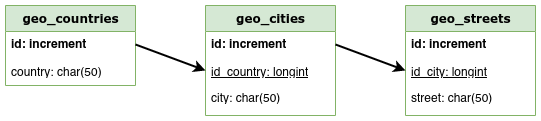 geo_countries
id: increment
country: char(50)
geo_cities
id: increment
id_country: longint
city: char(50)
geo_streets
id: increment
id_city: longint
street: char(50)